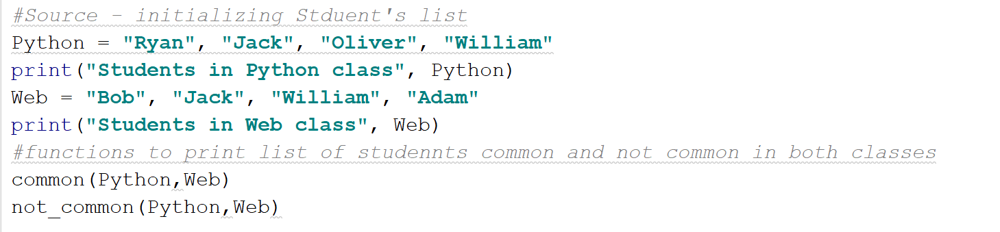 #Source - initializing Stduent's list
Python = "Ryan", "Jack", "Oliver", "William"
print("Students in Python class", Python)
Web = "Bob", "Jack", "William", "Adam"
print("Students in Web class", Web)
#functions to print list of studennts common and not common in both classes
common(Python,Web)
not_common(Python,Web)